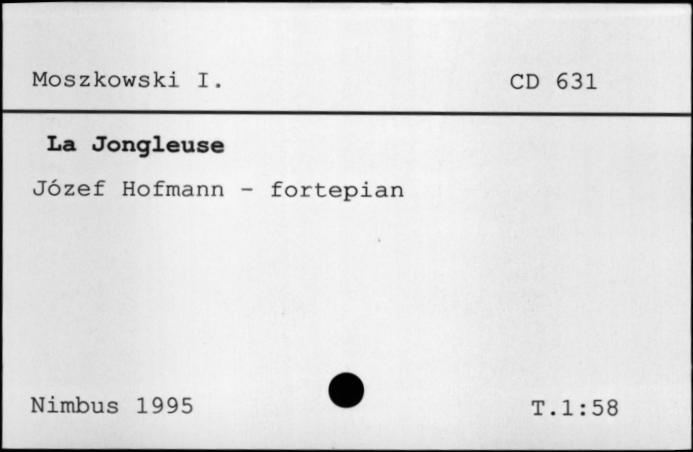 Moszkowski I. CD 631
La Jongleuse
Józef Hofmann - fortepian
Nimbus 1995 T.1:58